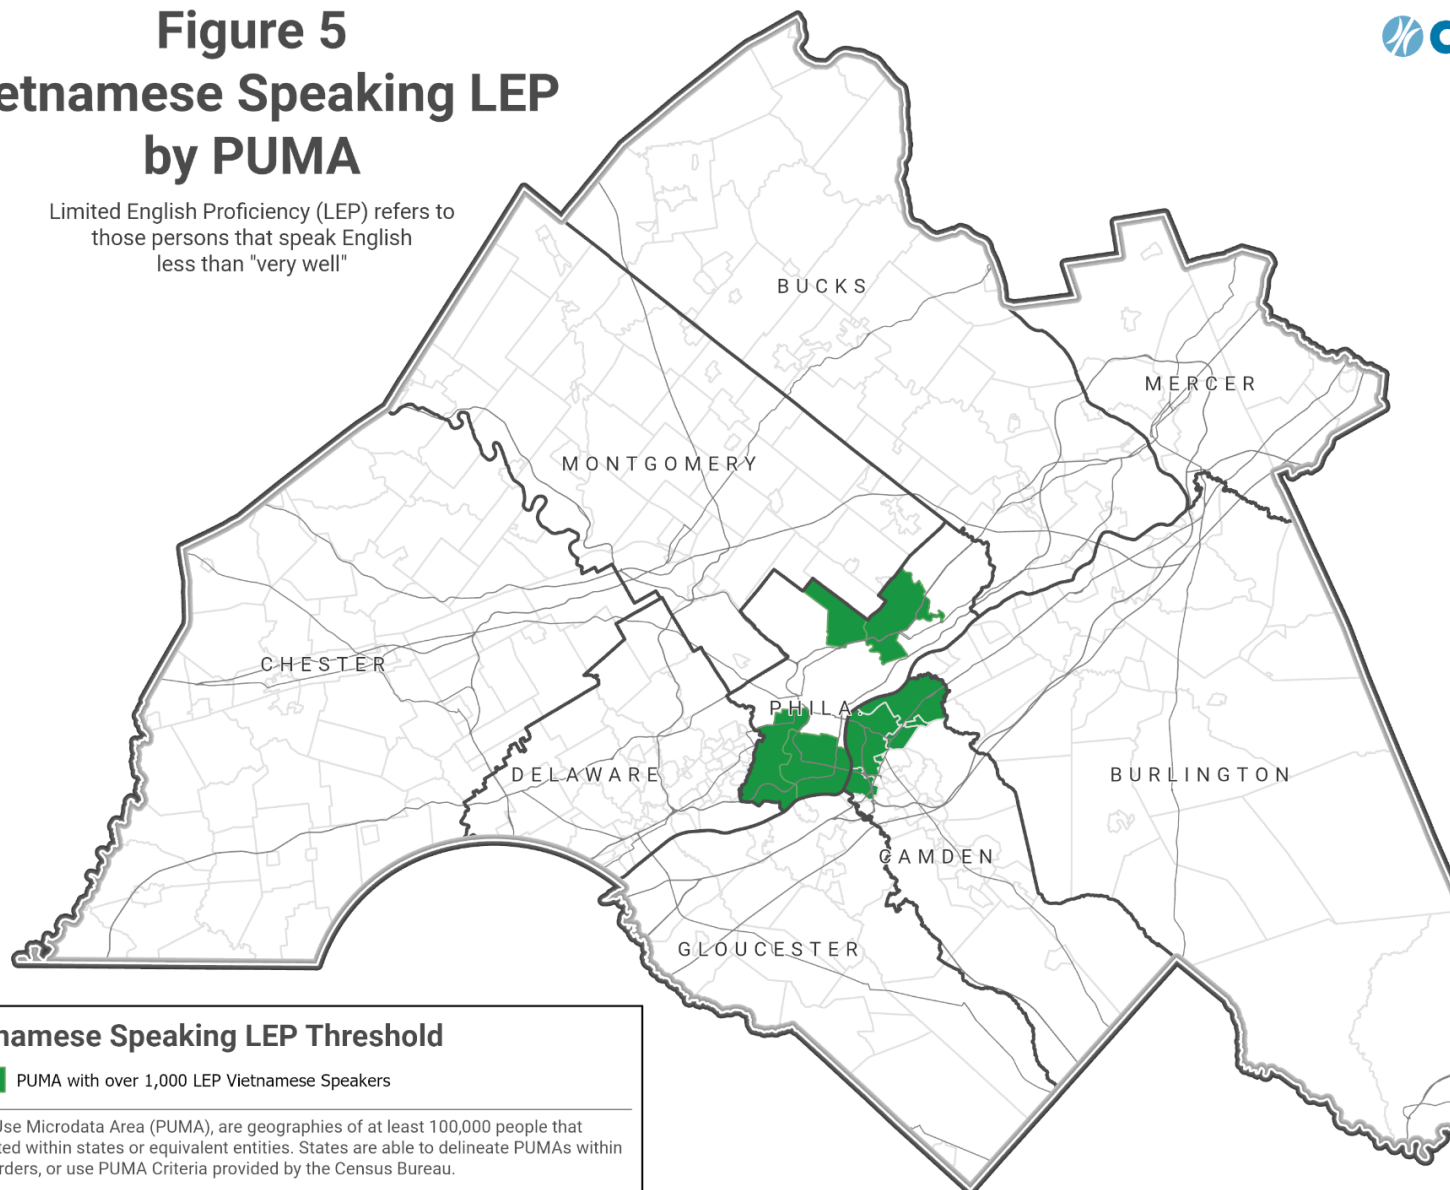 Figure 5
etnamese Speaking LEP
by PUMA
Limited English Proficiency (LEP) refers to
those persons that speak English
less than "very well"
BUCKS
MERCER
MONTGOMERY
CHESTER
PHILA.
DELAWARE
BURLINGTON
CAMDEN
GLOUCESTER
namese Speaking LEP Threshold
PUMA with over 1,000 LEP Vietnamese Speakers
Use Microdata Area (PUMA), are geographies of at least 100,000 people that
ted within states or equivalent entities. States are able to delineate PUMAs within
rders, or use PUMA Criteria provided by the Census Bureau.